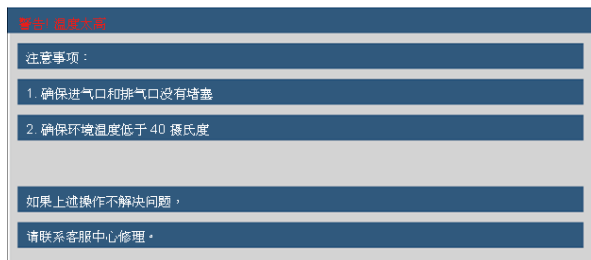 警告! 温度太高
注意事项：
1. 确保进气口和排气口没有堵塞
2. 确保环境温度低于 40 摄氏度
如果上述操作不解决问题，
请联系客服中心修理。